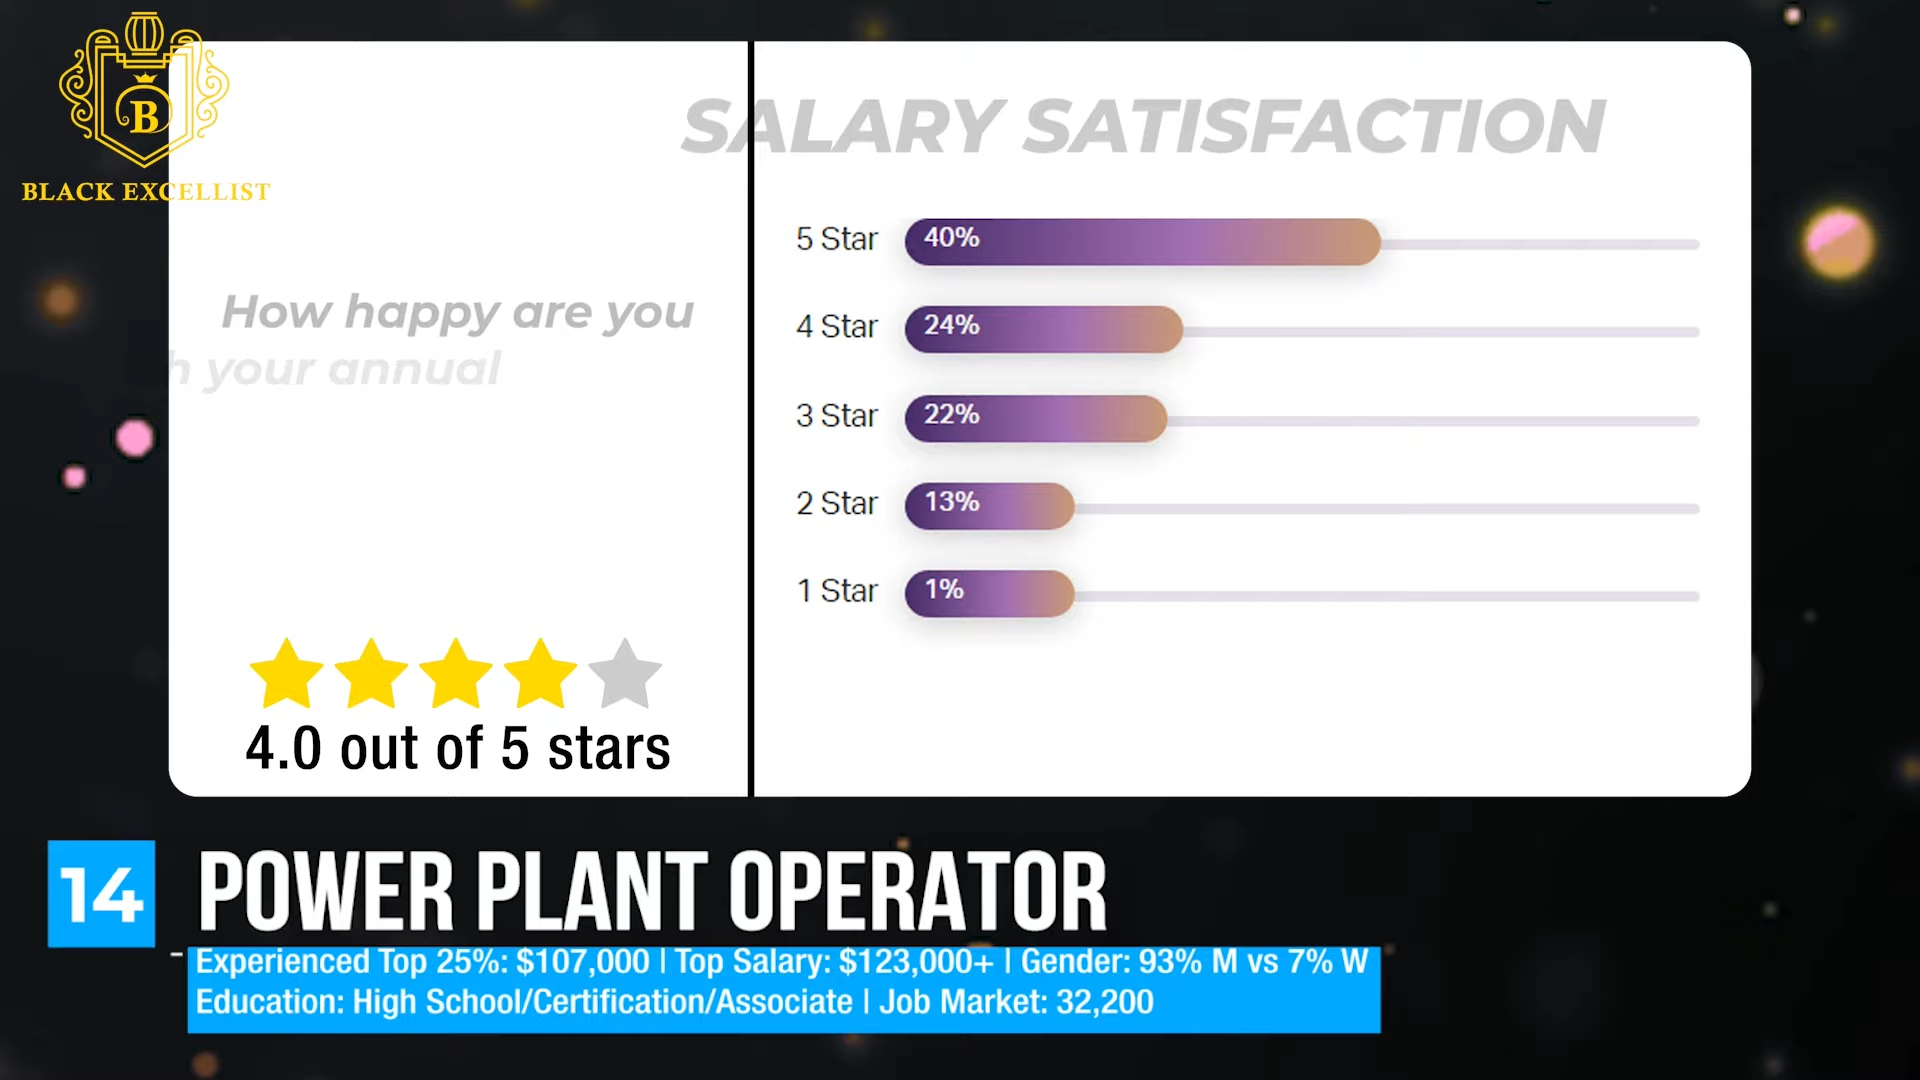 B
BLACK EXCELLIST
SALARY SATISFACTION
How happy are you
your annual
5 Star 40%
4 Star 24%
3 Star 22%
2 Star 13%
1 Star 1%
4.0 out of 5 stars
14 POWER PLANT OPERATOR
Experienced Top 25%: $107,000 | Top Salary: $123,000+ | Gender: 93% M vs 7% W
Education: High School/Certification/Associate | Job Market: 32,200